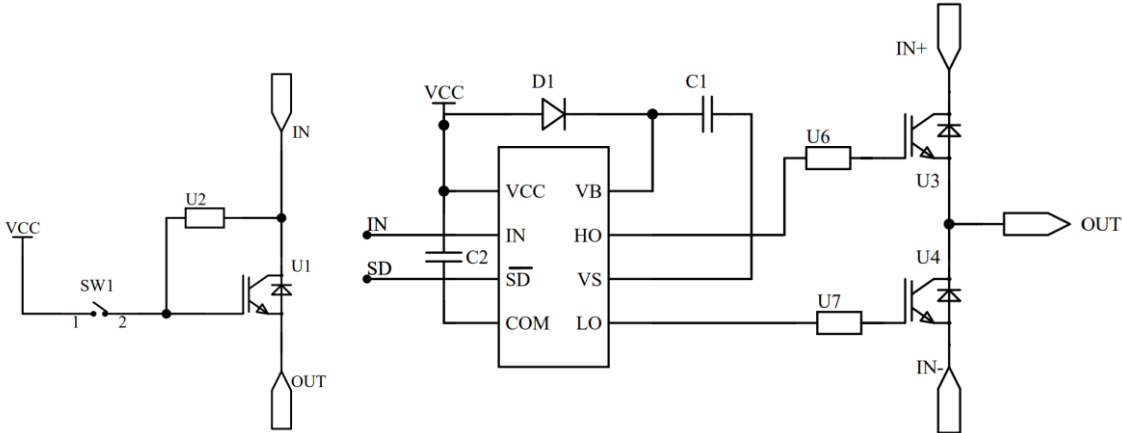 IN
U2
VCC
U1
SW1
1
2
OUT
VCC
D1
C1
VCC
VB
IN
IN
HO
C2
SD
SD
VS
COM
LO
U6
U7
IN+
U3
OUT
U4
IN-